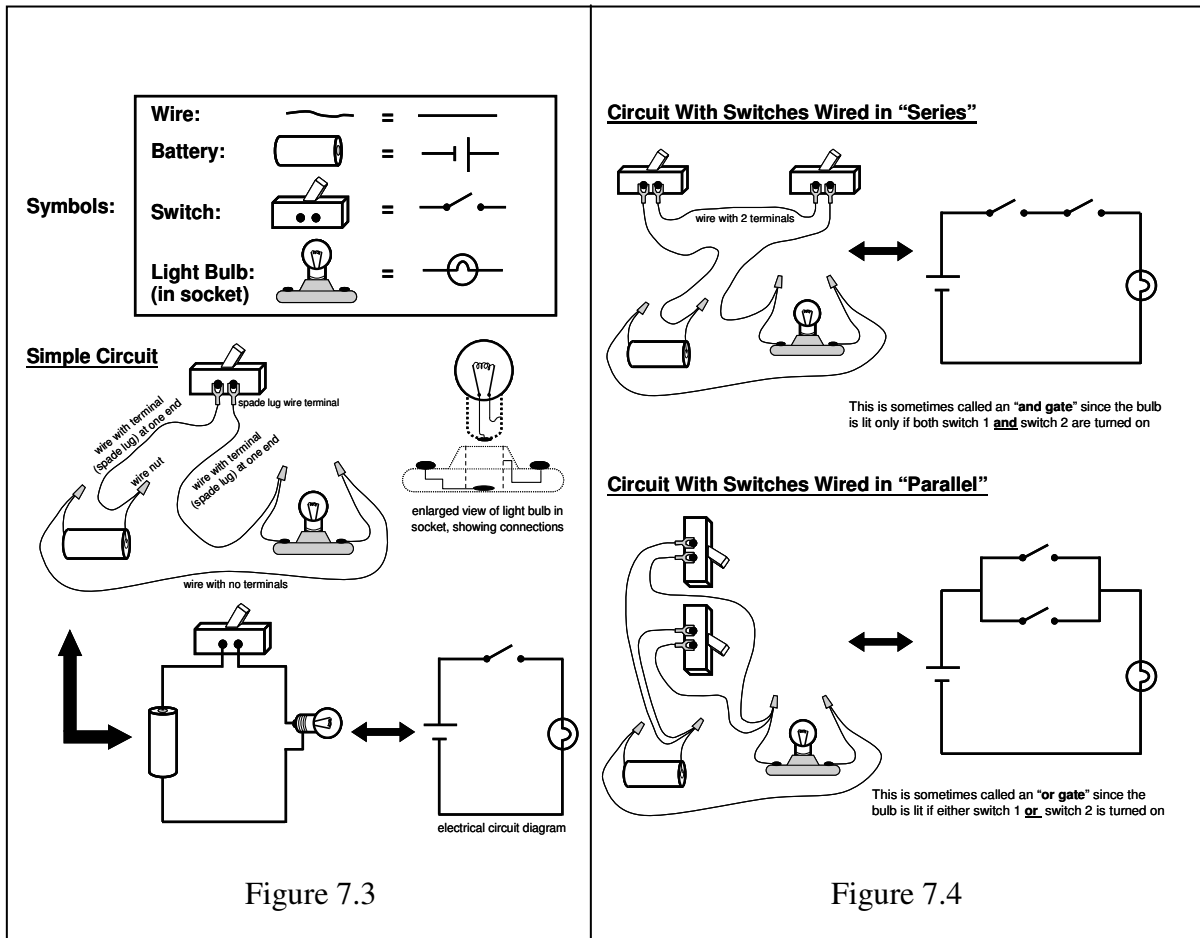 Wire:
=
Battery:
=
Symbols:
Switch:
=
Light Bulb:
(in socket)
=
Simple Circuit
spade lug wire terminal
wire with terminal
(spade lug) at one end
wire nut
wire with terminal
(spade lug) at one end
enlarged view of light bulb in
socket, showing connections
wire with no terminals
electrical circuit diagram
Figure 7.3
Circuit With Switches Wired in “Series”
wire with 2 terminals
This is sometimes called an “and gate” since the bulb
is lit only if both switch 1 and switch 2 are turned on
Circuit With Switches Wired in “Parallel”
This is sometimes called an “or gate” since the
bulb is lit if either switch 1 or switch 2 is turned on
Figure 7.4